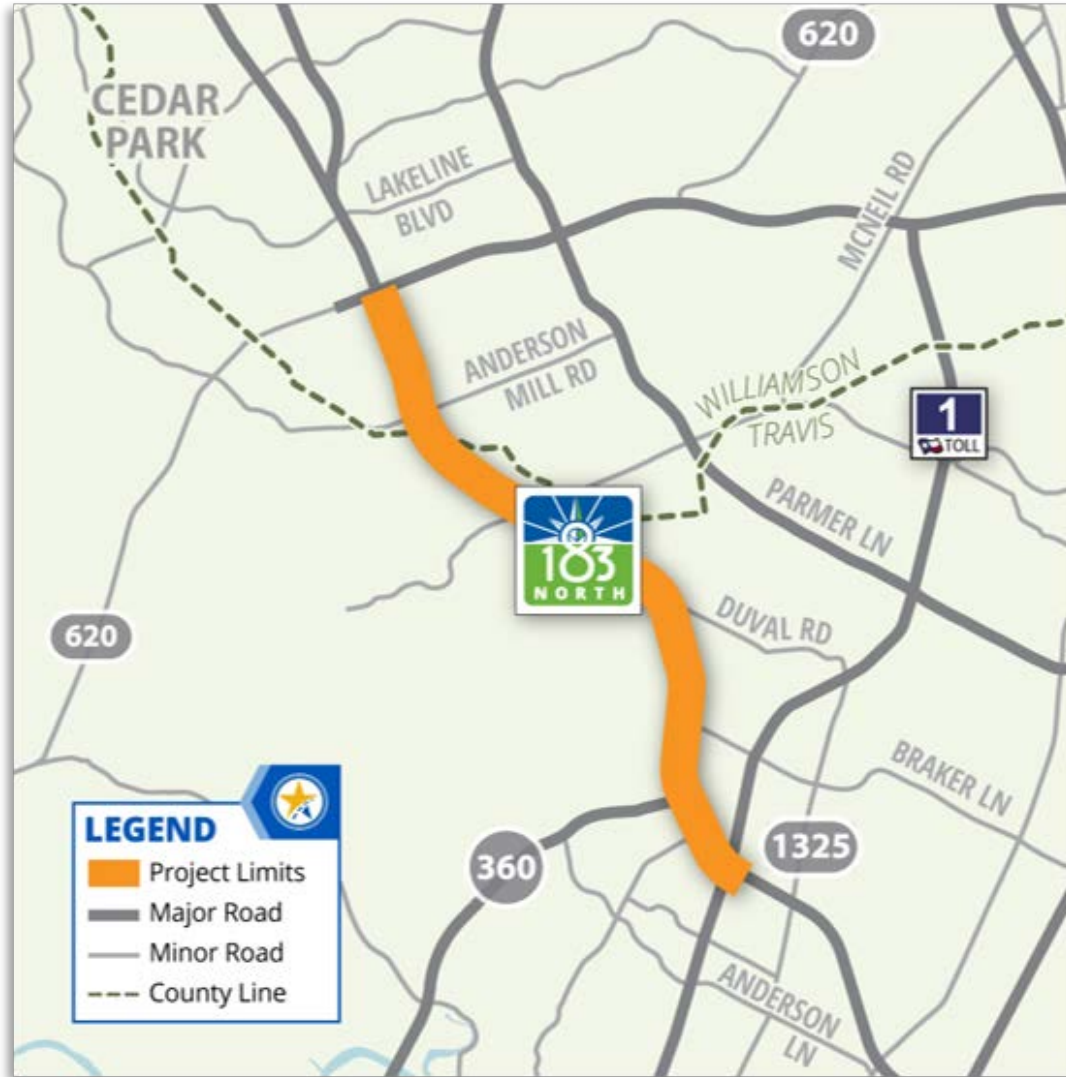 620
CEDAR
PARK
LAKELINE
BLVD
MCNEIL RD
ANDERSON
MILL RD
WILLIAMSON
TRAVIS
1
TOLL
PARMER LN
183
NORTH
DUVAL RD
620
BRAKER LN
1325
360
ANDERSON
LN
LEGEND
Project Limits
Major Road
Minor Road
County Line